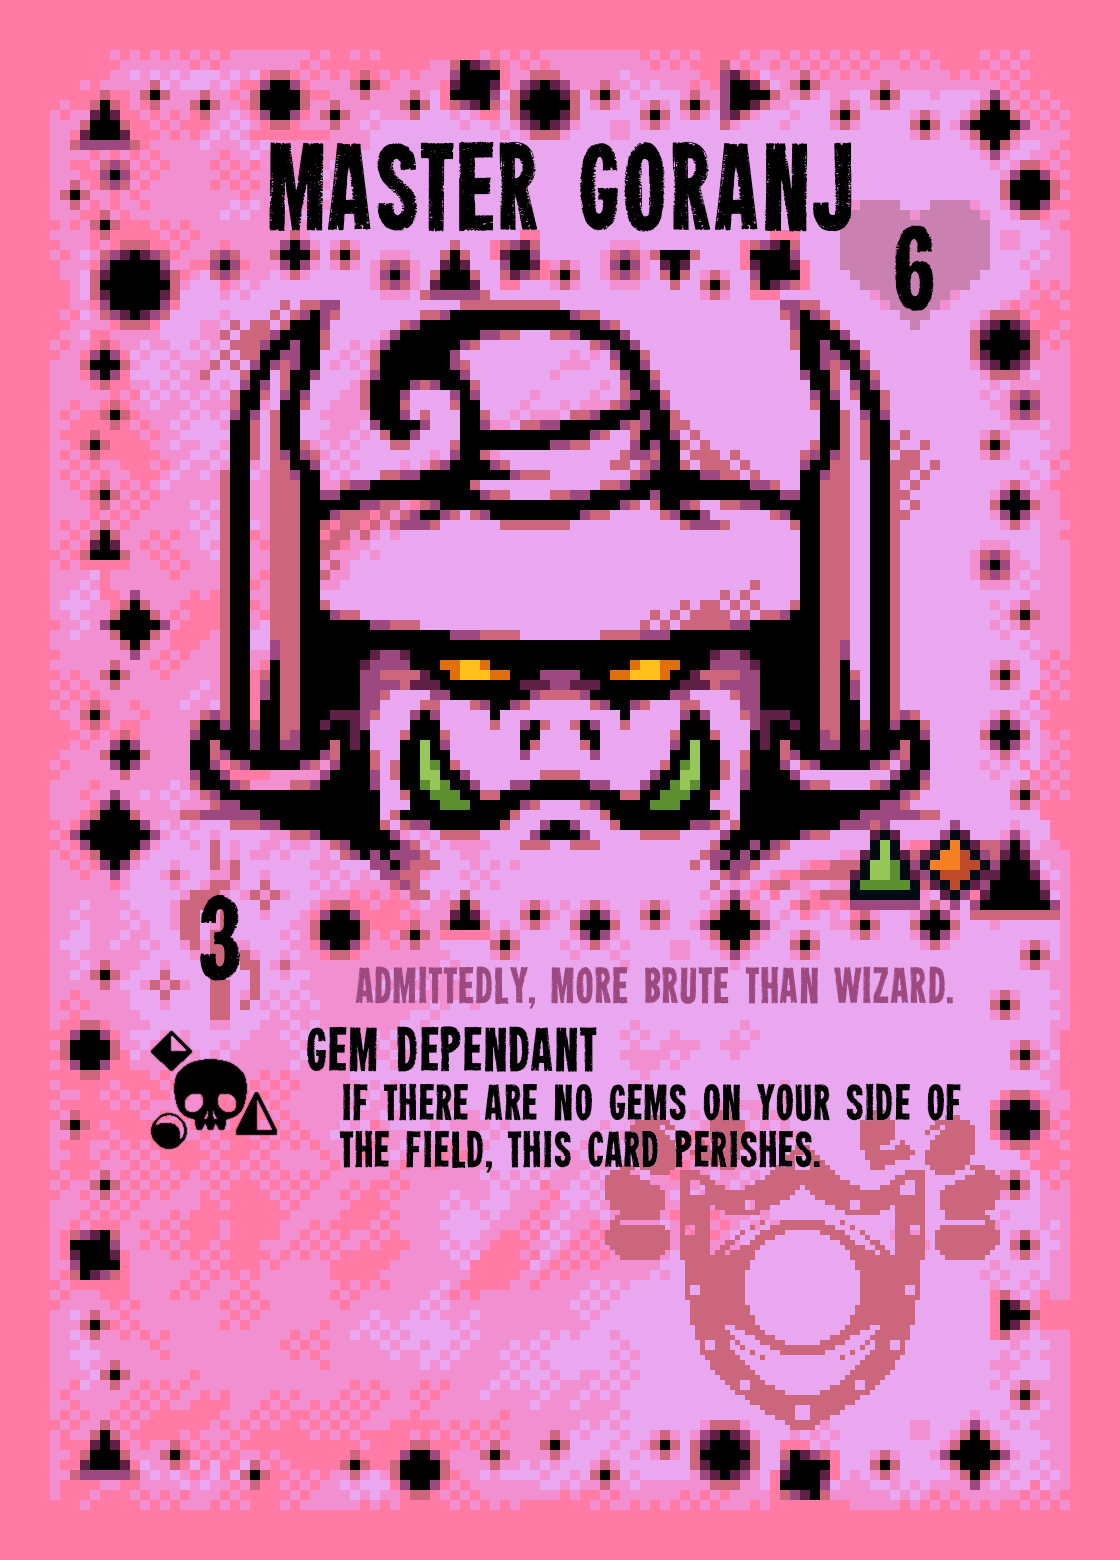 MASTER GORANJ
6
3
ADMITTEDLY, MORE BRUTE THAN WIZARD.
GEM DEPENDANT
IF THERE ARE NO GEMS ON YOUR SIDE OF
THE FIELD, THIS CARD PERISHES.